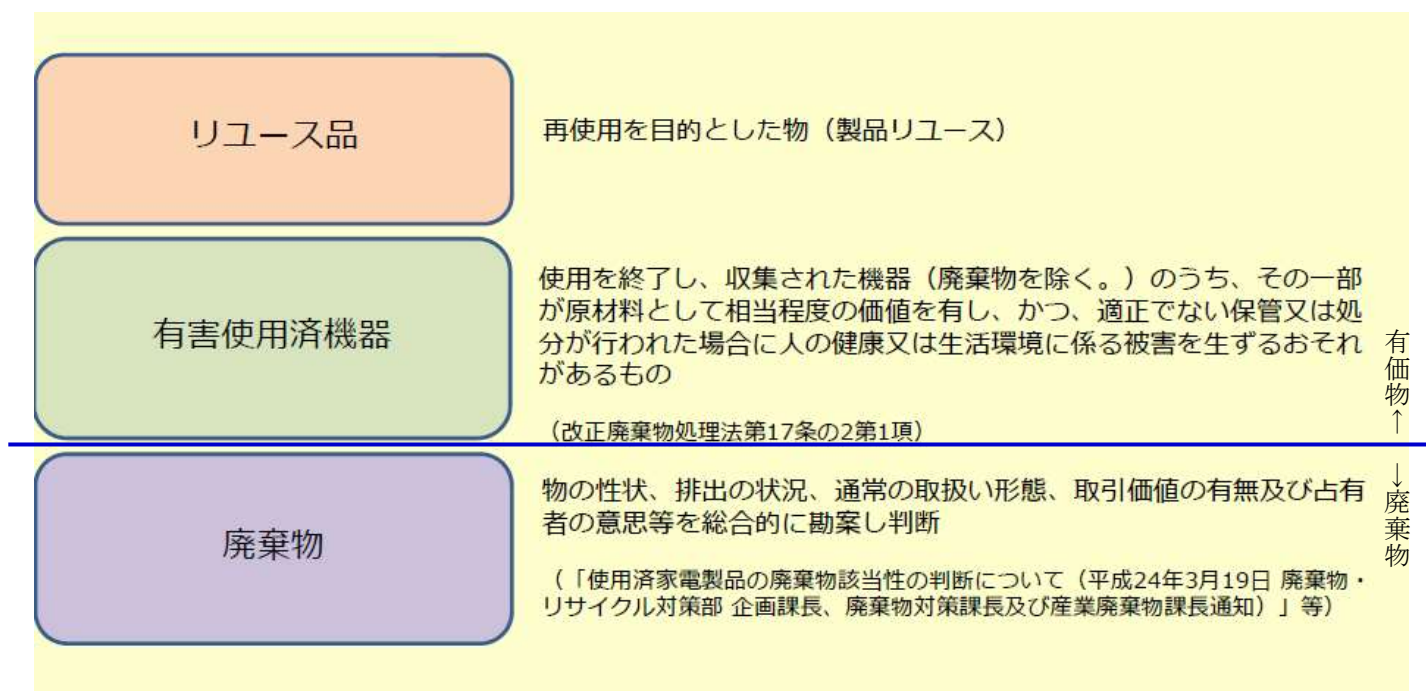 リユース品
再使用を目的とした物（製品リユース）
有害使用済機器
使用を終了し、収集された機器（廃棄物を除く。）のうち、その一部
が原材料として相当程度の価値を有し、かつ、適正でない保管又は処
分が行われた場合に人の健康又は生活環境に係る被害を生ずるおそれ
があるもの
（改正廃棄物処理法第17条の2第1項）
有価物↑
↓廃棄物
廃棄物
物の性状、排出の状況、通常の取扱い形態、取引価値の有無及び占有
者の意思等を総合的に勘案し判断
（「使用済家電製品の廃棄物該当性の判断について（平成24年3月19日 廃棄物・
リサイクル対策部 企画課長、廃棄物対策課長及び産業廃棄物課長通知）」等）